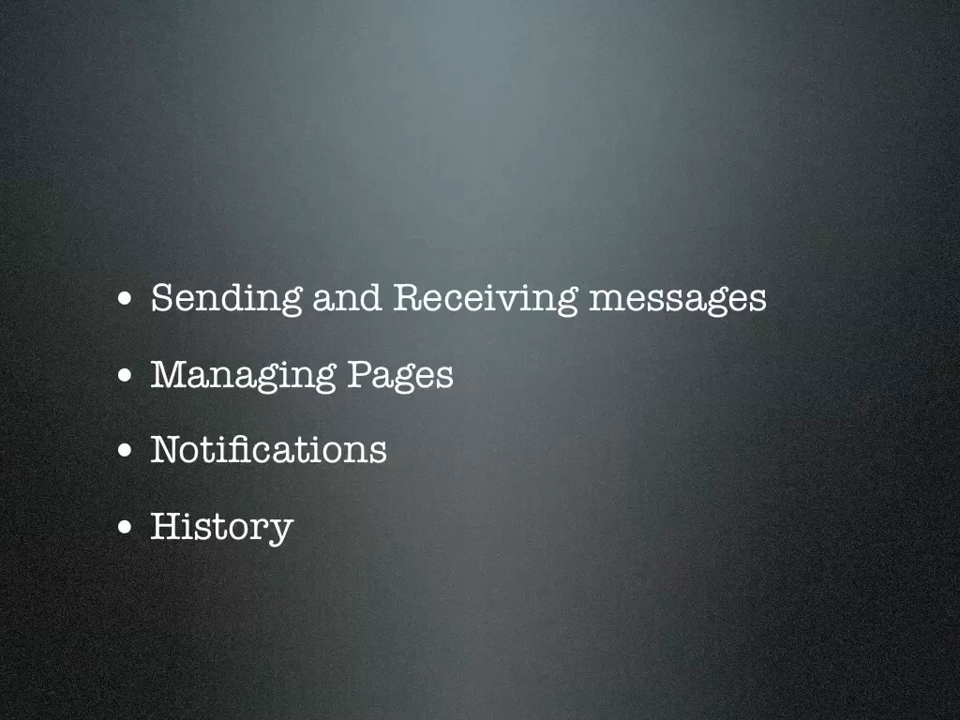 • Sending and Receiving messages
• Managing Pages
• Notifications
• History